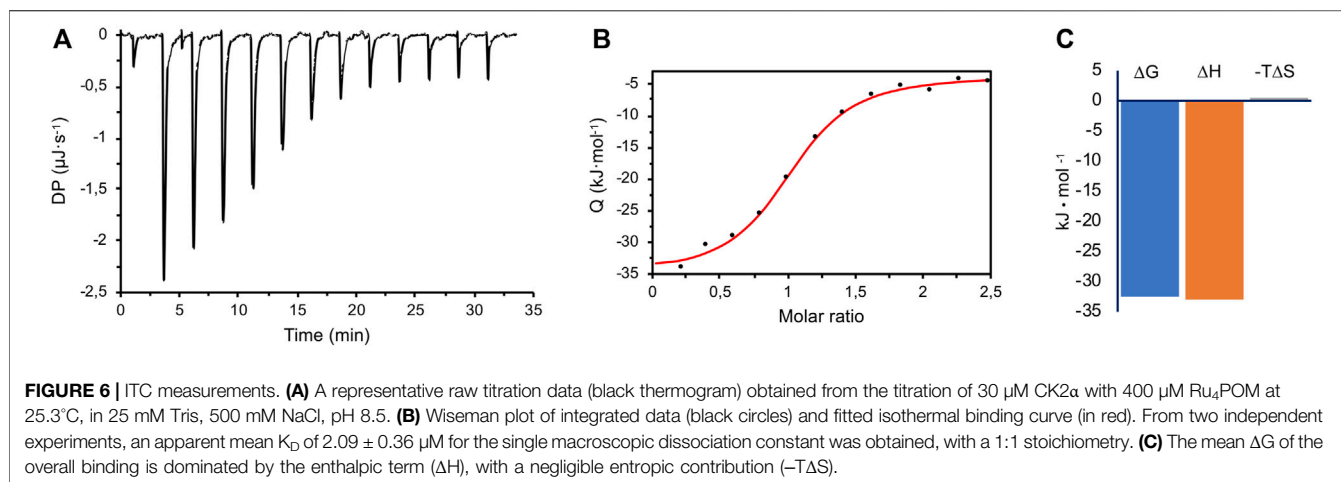 A
0
-0,5
-1
-1,5
-2
-2,5
DP (µJ·s⁻¹)
0 5 10 15 20 25 30 35
Time (min)
B
-5
-10
-15
-20
-25
-30
-35
Q (kJ·mol⁻¹)
0 0,5 1 1,5 2 2,5
Molar ratio
C
ΔG ΔH -TΔS
5
0
-5
-10
-15
-20
-25
-30
-35
kJ • mol ⁻¹
FIGURE 6 | ITC measurements. (A) A representative raw titration data (black thermogram) obtained from the titration of 30 µM CK2α with 400 µM Ru₄POM at
25.3°C, in 25 mM Tris, 500 mM NaCl, pH 8.5. (B) Wiseman plot of integrated data (black circles) and fitted isothermal binding curve (in red). From two independent
experiments, an apparent mean K_D of 2.09 ± 0.36 µM for the single macroscopic dissociation constant was obtained, with a 1:1 stoichiometry. (C) The mean ΔG of the
overall binding is dominated by the enthalpic term (ΔH), with a negligible entropic contribution (–TΔS).